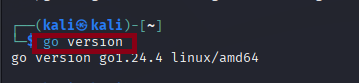 ┌──(kali㉿kali)-[~]
└─$ go version
go version go1.24.4 linux/amd64